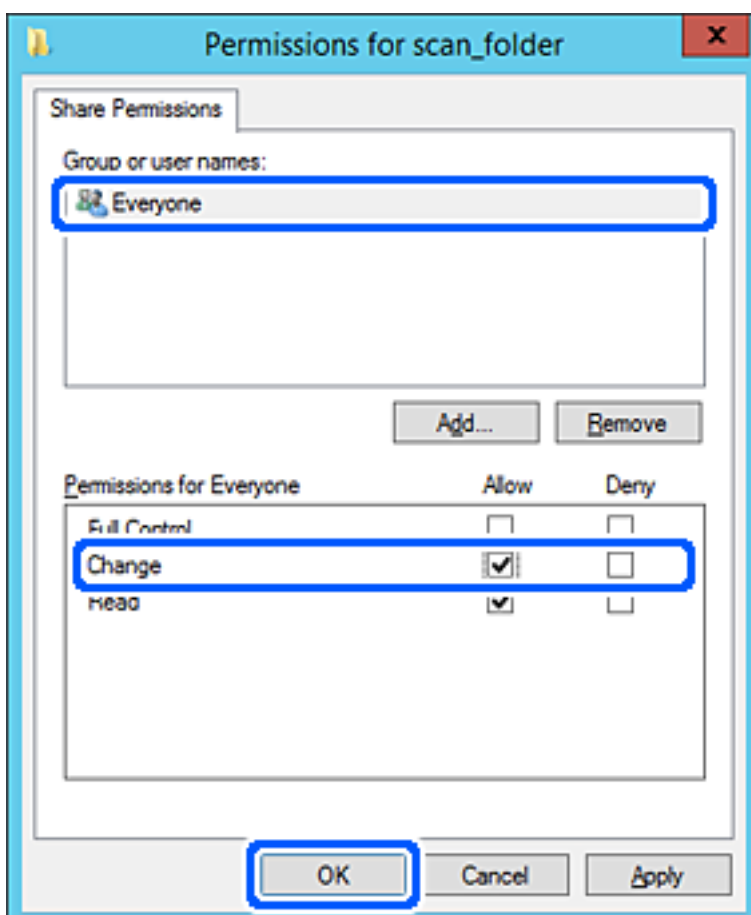 Permissions for scan_folder
x
Share Permissions
Group or user names:
Everyone
Add... Remove
Permissions for Everyone Allow Deny
Full Control
Change
Read
OK Cancel Apply